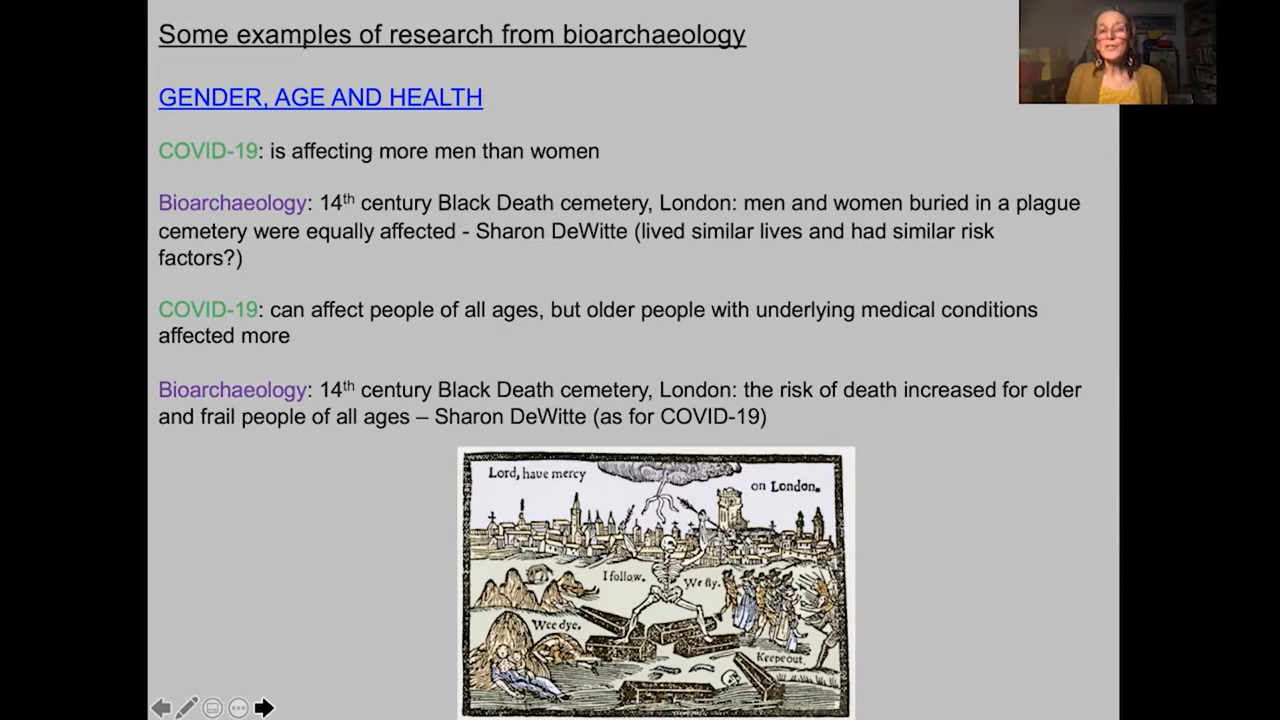 Some examples of research from bioarchaeology
GENDER, AGE AND HEALTH
COVID-19: is affecting more men than women
Bioarchaeology: 14th century Black Death cemetery, London: men and women buried in a plague
cemetery were equally affected - Sharon DeWitte (lived similar lives and had similar risk
factors?)
COVID-19: can affect people of all ages, but older people with underlying medical conditions
affected more
Bioarchaeology: 14th century Black Death cemetery, London: the risk of death increased for older
and frail people of all ages – Sharon DeWitte (as for COVID-19)
Lord, haue mercy
on London.
I follow.
We fly.
Wee dye.
Keepe out.